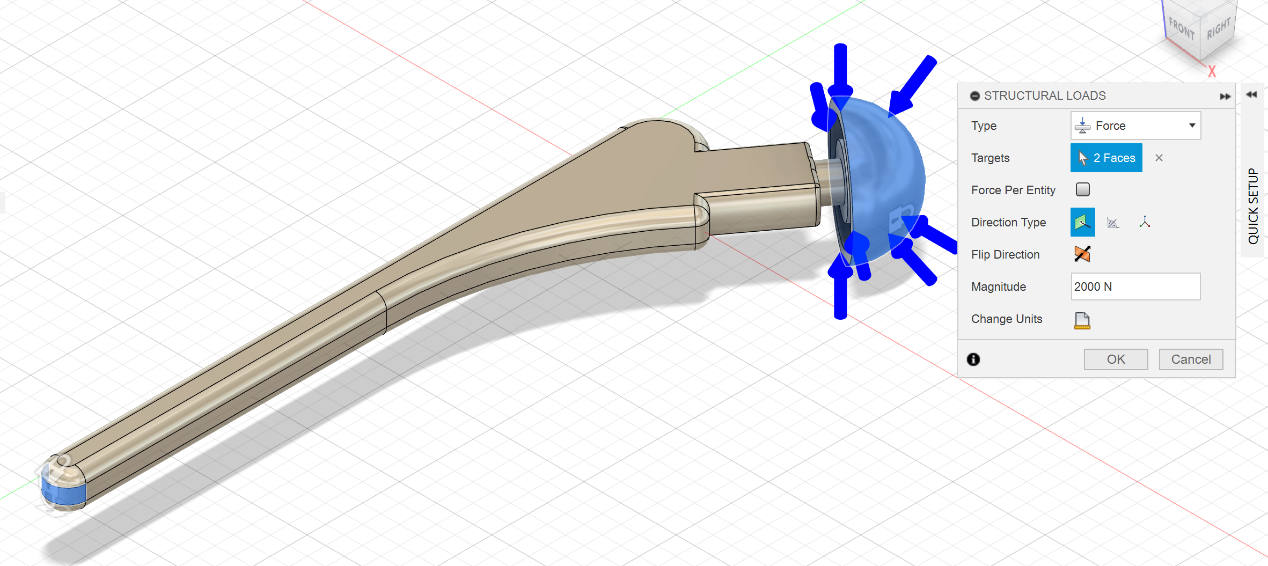 FRONT
RIGHT
X
STRUCTURAL LOADS
Type
Force
Targets
2 Faces
Force Per Entity
Direction Type
Flip Direction
Magnitude
2000 N
Change Units
OK
Cancel
QUICK SETUP